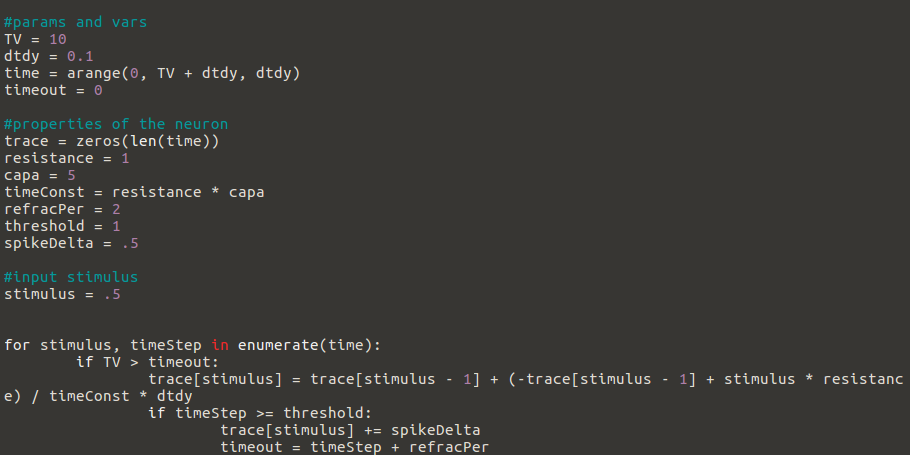 #params and vars
TV = 10
dtdy = 0.1
time = arange(0, TV + dtdy, dtdy)
timeout = 0

#properties of the neuron
trace = zeros(len(time))
resistance = 1
capa = 5
timeConst = resistance * capa
refracPer = 2
threshold = 1
spikeDelta = .5

#input stimulus
stimulus = .5


for stimulus, timeStep in enumerate(time):
        if TV > timeout:
                trace[stimulus] = trace[stimulus - 1] + (-trace[stimulus - 1] + stimulus * resistanc
e) / timeConst * dtdy
                if timeStep >= threshold:
                        trace[stimulus] += spikeDelta
                        timeout = timeStep + refracPer